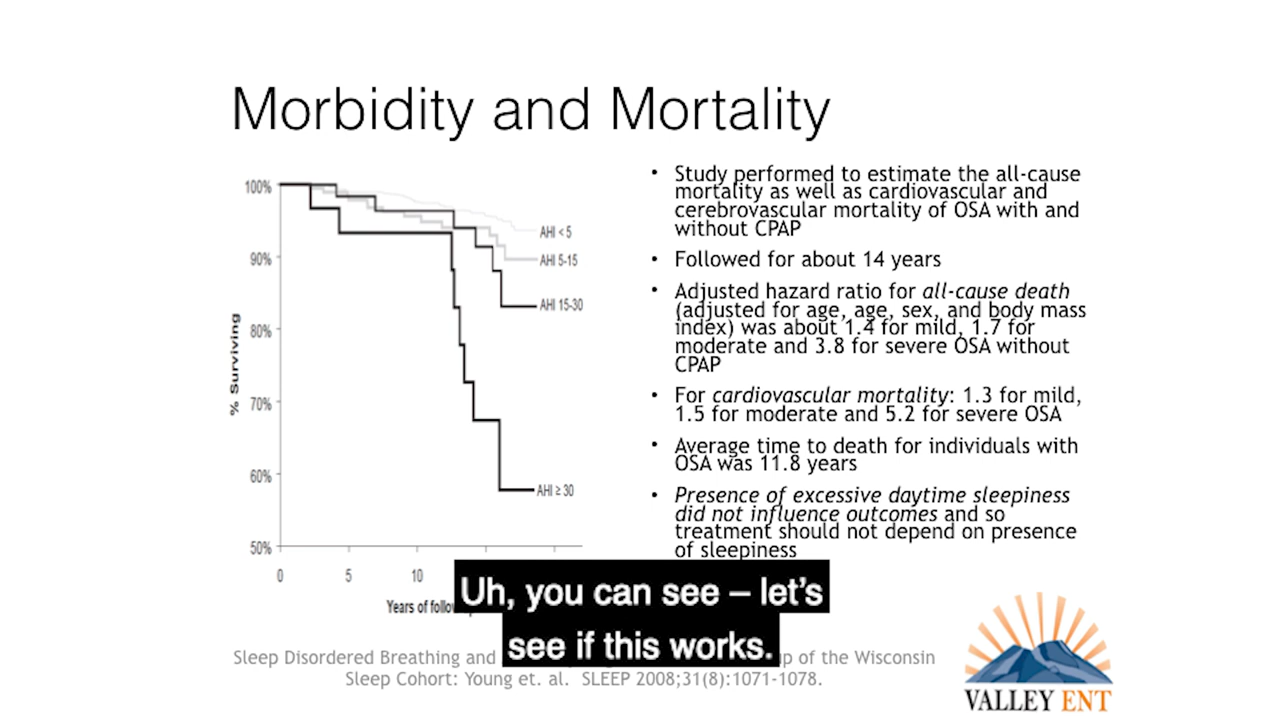 Morbidity and Mortality
100%
90%
80%
70%
60%
50%
% Surviving
0
5
10
Years of
AHI < 5
AHI 5-15
AHI 15-30
AHI ≥ 30
• Study performed to estimate the all-cause
mortality as well as cardiovascular and
cerebrovascular mortality of OSA with and
without CPAP
• Followed for about 14 years
• Adjusted hazard ratio for all-cause death
(adjusted for age, age, sex, and body mass
index) was about 1.4 for mild, 1.7 for
moderate and 3.8 for severe OSA without
CPAP
• For cardiovascular mortality: 1.3 for mild,
1.5 for moderate and 5.2 for severe OSA
• Average time to death for individuals with
OSA was 11.8 years
• Presence of excessive daytime sleepiness
did not influence outcomes and so
treatment should not depend on presence
of sleepiness
Uh, you can see – let's
see if this works.
Sleep Disordered Breathing and of the Wisconsin
Sleep Cohort: Young et. al. SLEEP 2008;31(8):1071-1078.
VALLEY ENT